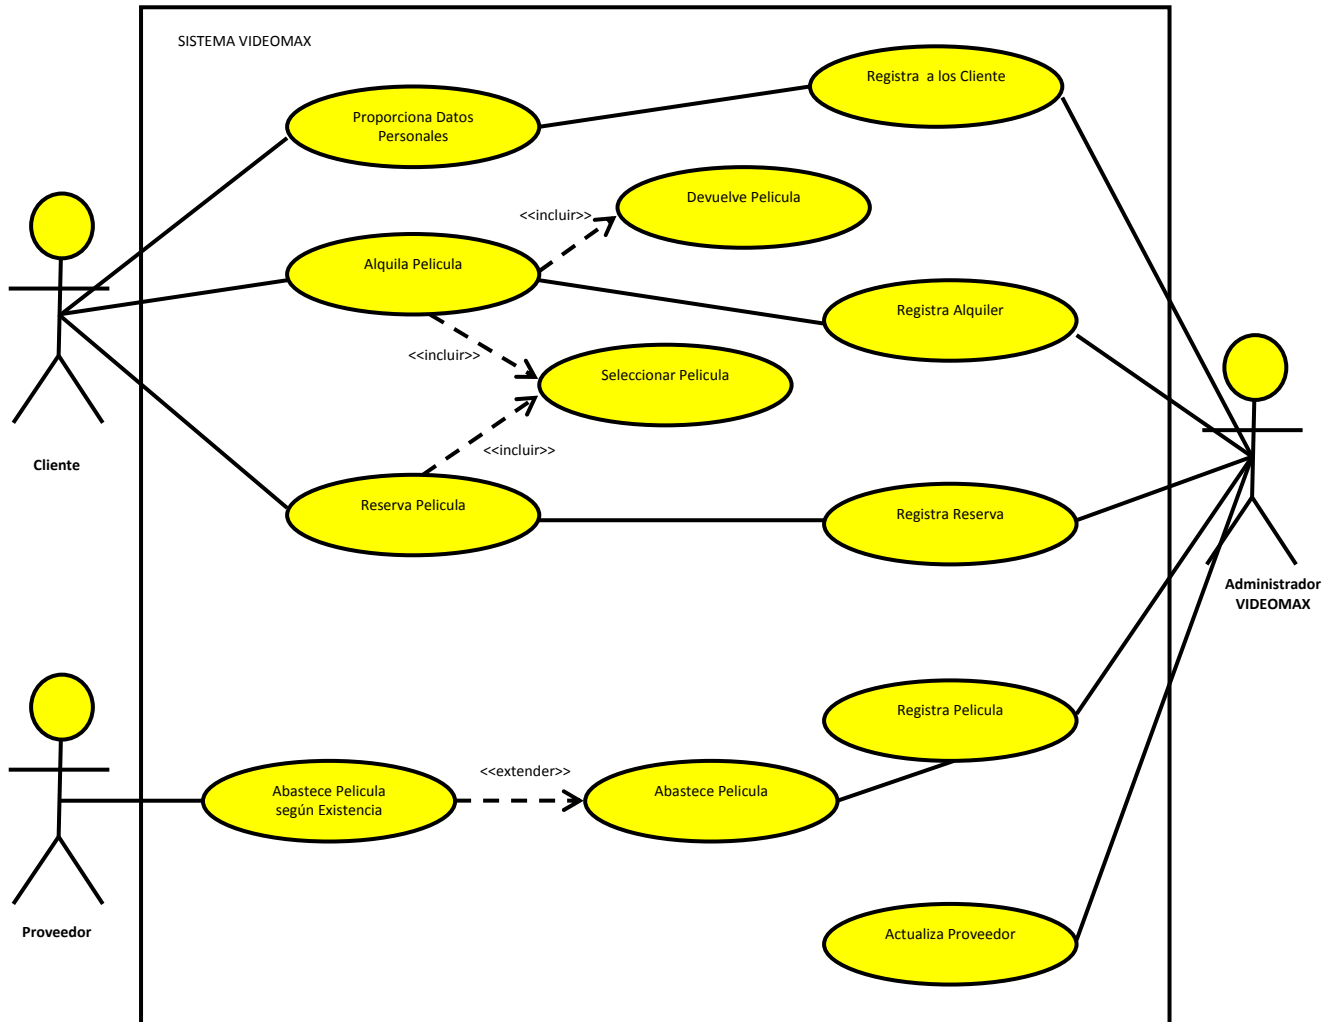 SISTEMA VIDEOMAX
Registra  a los Cliente
Proporciona Datos
Personales
Devuelve Pelicula
<<incluir>>
Alquila Pelicula
Registra Alquiler
<<incluir>>
Seleccionar Pelicula
<<incluir>>
Cliente
Reserva Pelicula
Registra Reserva
Administrador
VIDEOMAX
Registra Pelicula
<<extender>>
Abastece Pelicula
según Existencia
Abastece Pelicula
Proveedor
Actualiza Proveedor